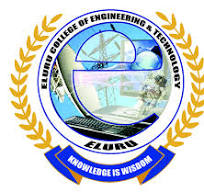 ELURU COLLEGE OF ENGINEERING & TECHNOLOGY
ELURU
KNOWLEDGE IS WISDOM